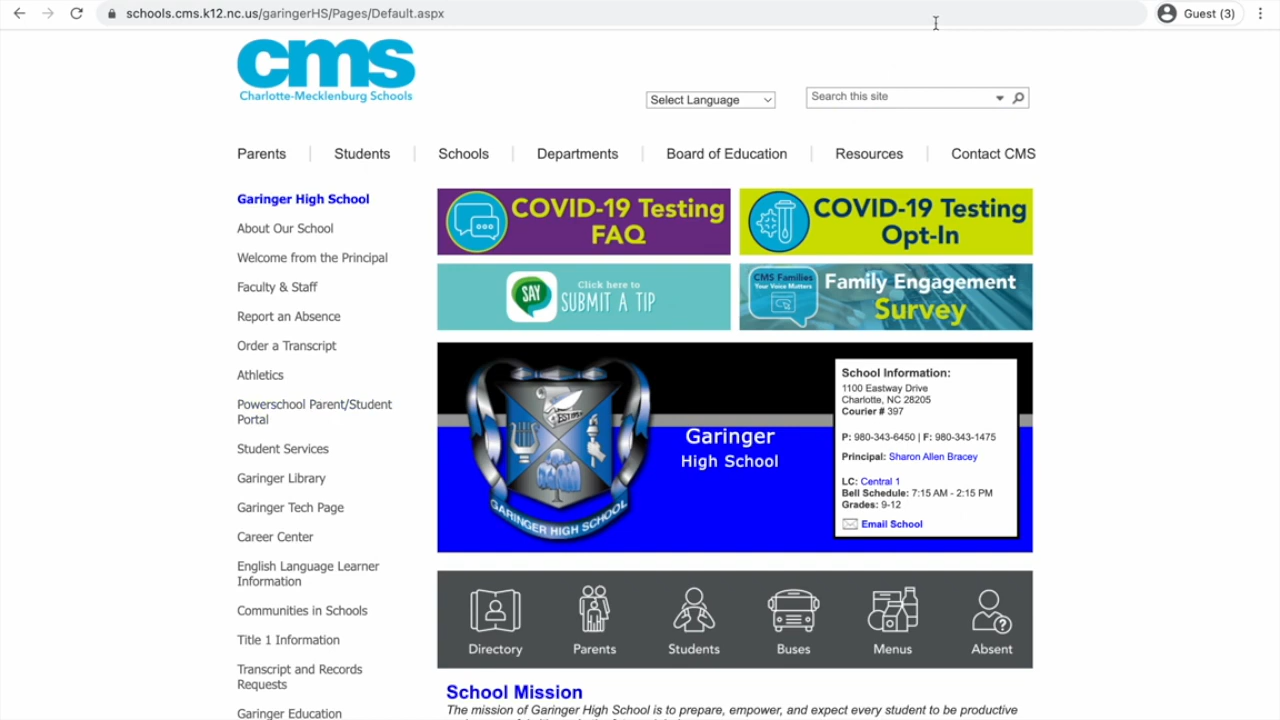 schools.cms.k12.nc.us/garingerHS/Pages/Default.aspx
Guest (3)
cms
Charlotte-Mecklenburg Schools
Select Language
Search this site
Parents
Students
Schools
Departments
Board of Education
Resources
Contact CMS
Garinger High School
About Our School
Welcome from the Principal
Faculty & Staff
Report an Absence
Order a Transcript
Athletics
Powerschool Parent/Student
Portal
Student Services
Garinger Library
Garinger Tech Page
Career Center
English Language Learner
Information
Communities in Schools
Title 1 Information
Transcript and Records
Requests
Garinger Education
COVID-19 Testing
FAQ
COVID-19 Testing
Opt-In
SAY
Click here to
SUBMIT A TIP
CMS Families
Your Voice Matters
Family Engagement
Survey
GARINGER HIGH SCHOOL
Garinger
High School
School Information:
1100 Eastway Drive
Charlotte, NC 28205
Courier # 397
P: 980-343-6450 | F: 980-343-1475
Principal: Sharon Allen Bracey
LC: Central 1
Bell Schedule: 7:15 AM - 2:15 PM
Grades: 9-12
Email School
Directory
Parents
Students
Buses
Menus
Absent
School Mission
The mission of Garinger High School is to prepare, empower, and expect every student to be productive